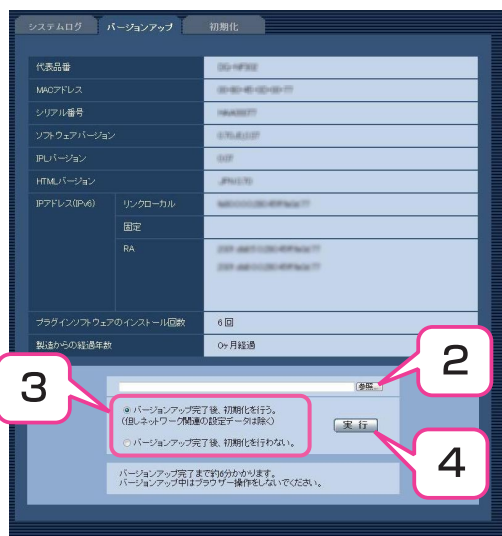 システムログ バージョンアップ 初期化
代表品番
MACアドレス
シリアル番号
ソフトウェアバージョン
IPLバージョン
HTMLバージョン
IPアドレス(IPv6) リンクローカル
固定
RA
プラグインソフトウェアのインストール回数 6 回
製造からの経過年数 0ヶ月経過
2
参照...
3
バージョンアップ完了後、初期化を行う。
(但しネットワーク関連の設定データは除く)
実行
バージョンアップ完了後、初期化を行わない。
4
バージョンアップ完了まで約6分かかります。
バージョンアップ中はブラウザー操作をしないでください。